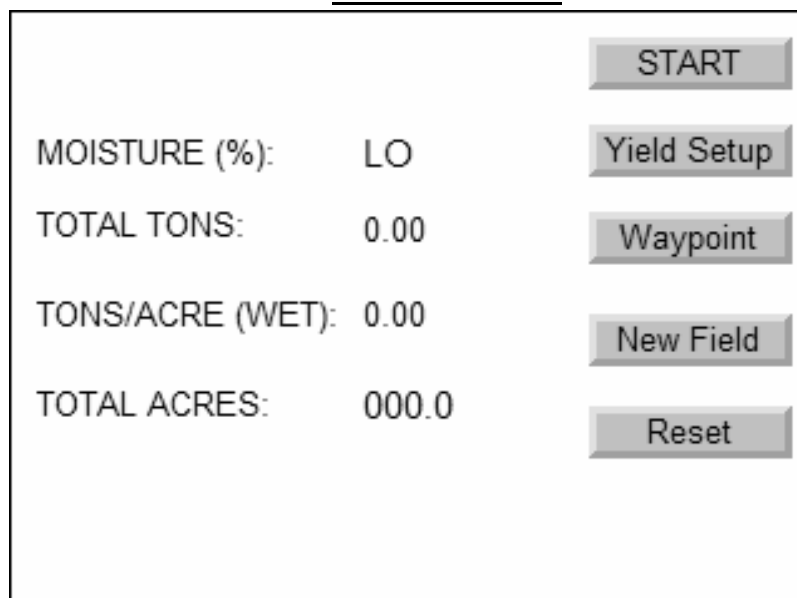 START
MOISTURE (%): LO
Yield Setup
TOTAL TONS: 0.00
Waypoint
TONS/ACRE (WET): 0.00
New Field
TOTAL ACRES: 000.0
Reset